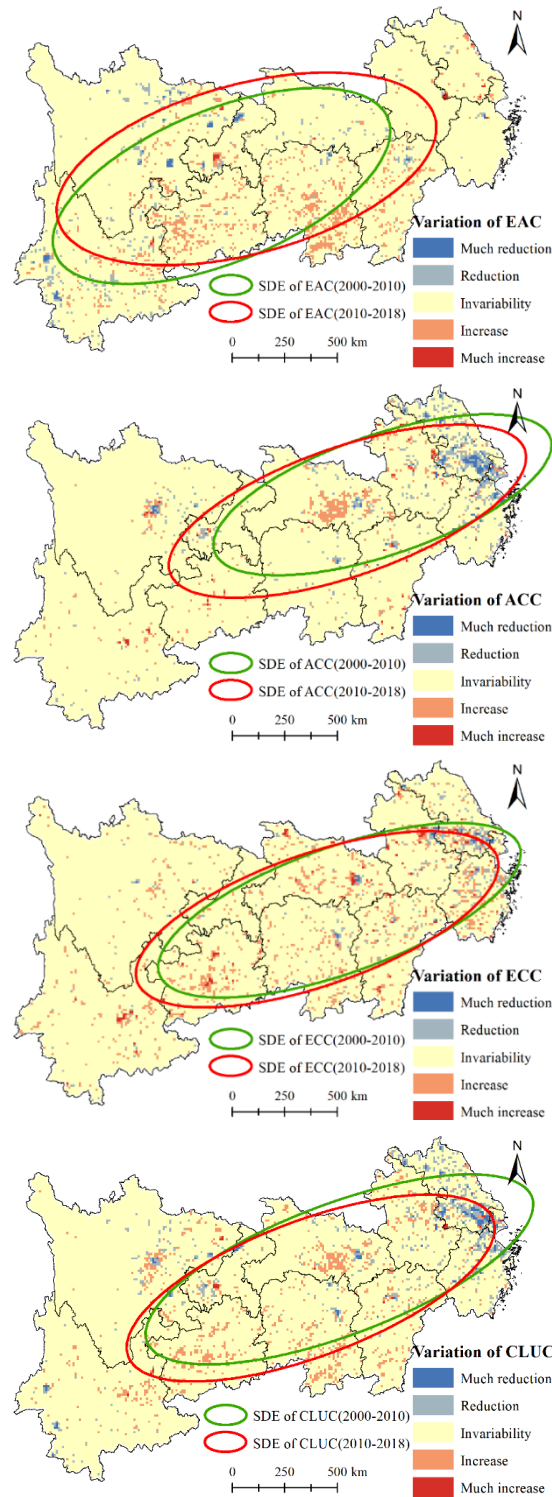 N
Variation of EAC
Much reduction
Reduction
Invariability
Increase
Much increase
SDE of EAC(2000-2010)
SDE of EAC(2010-2018)
0 250 500 km
N
Variation of ACC
Much reduction
Reduction
Invariability
Increase
Much increase
SDE of ACC(2000-2010)
SDE of ACC(2010-2018)
0 250 500 km
N
Variation of ECC
Much reduction
Reduction
Invariability
Increase
Much increase
SDE of ECC(2000-2010)
SDE of ECC(2010-2018)
0 250 500 km
N
Variation of CLUC
Much reduction
Reduction
Invariability
Increase
Much increase
SDE of CLUC(2000-2010)
SDE of CLUC(2010-2018)
0 250 500 km